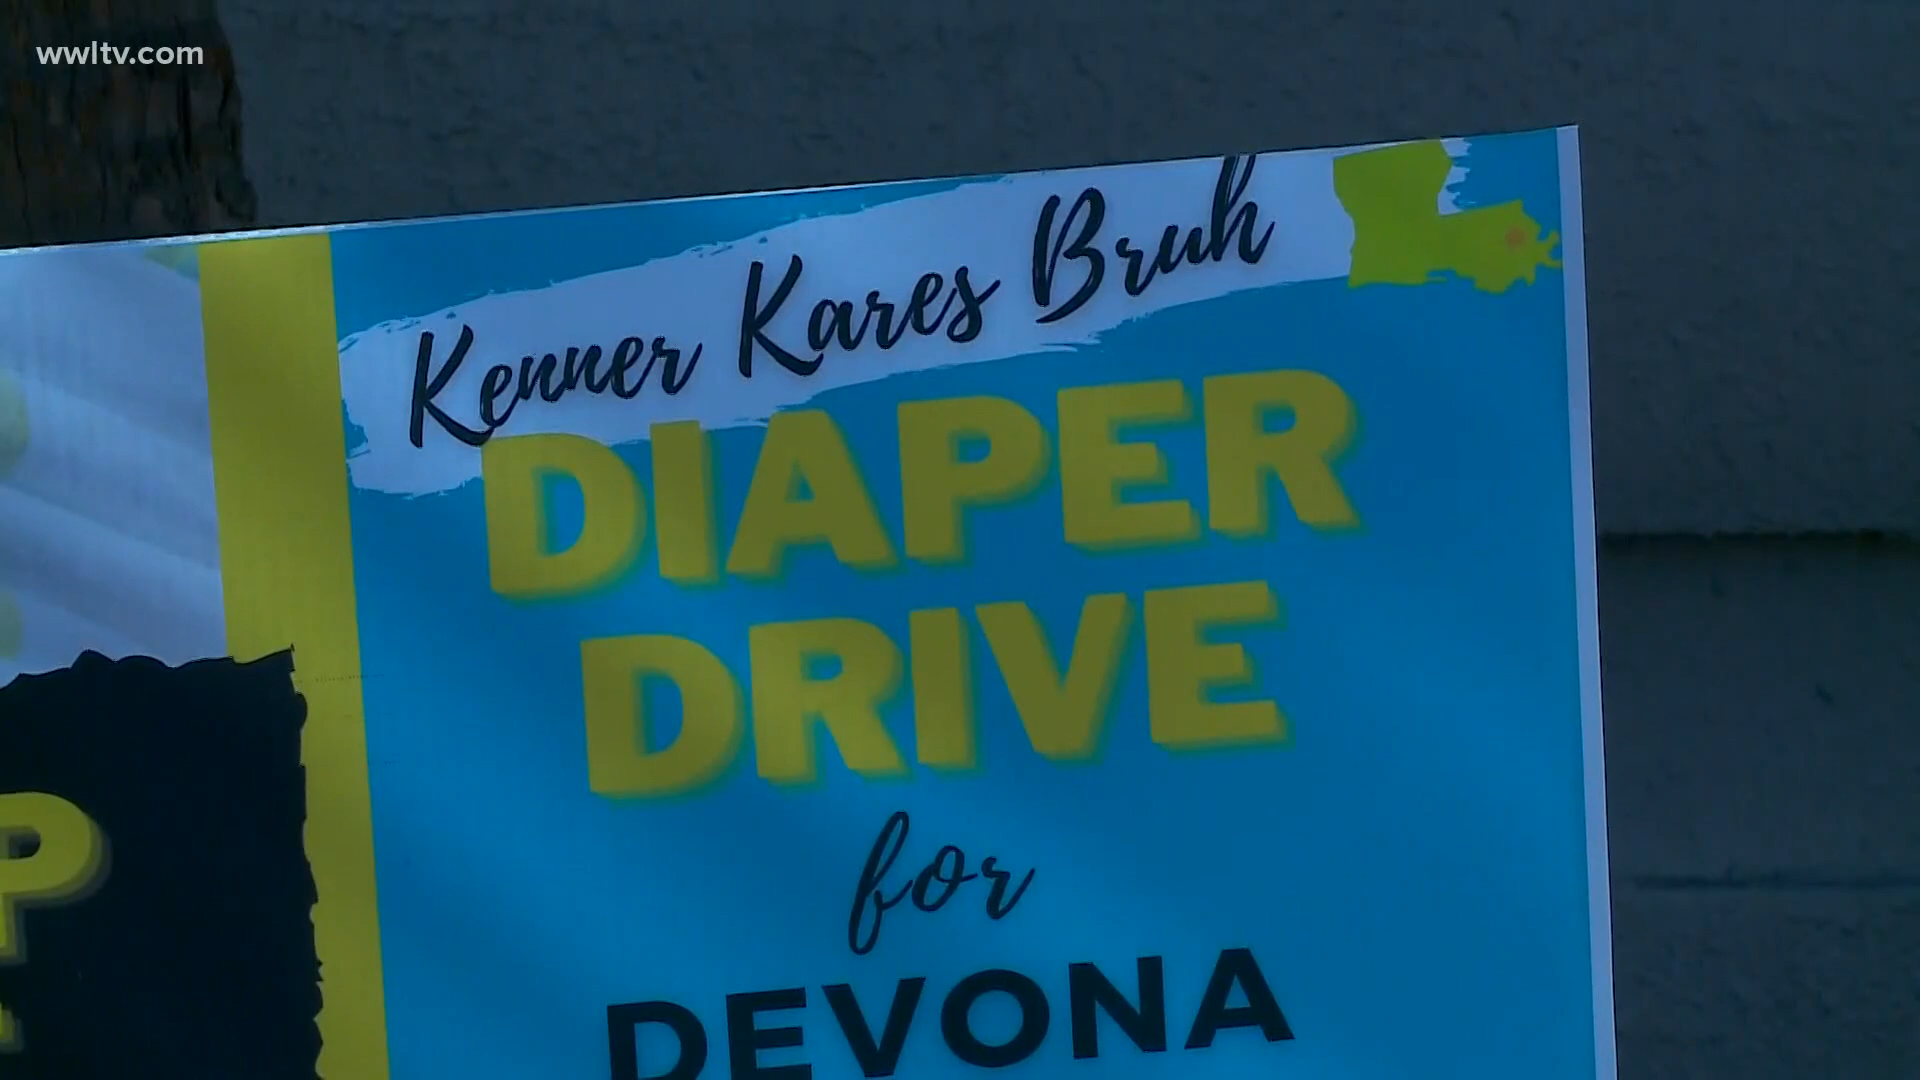 wwltv.com
Kenner Kares Bruh
DIAPER
DRIVE
for
DEVONA
P